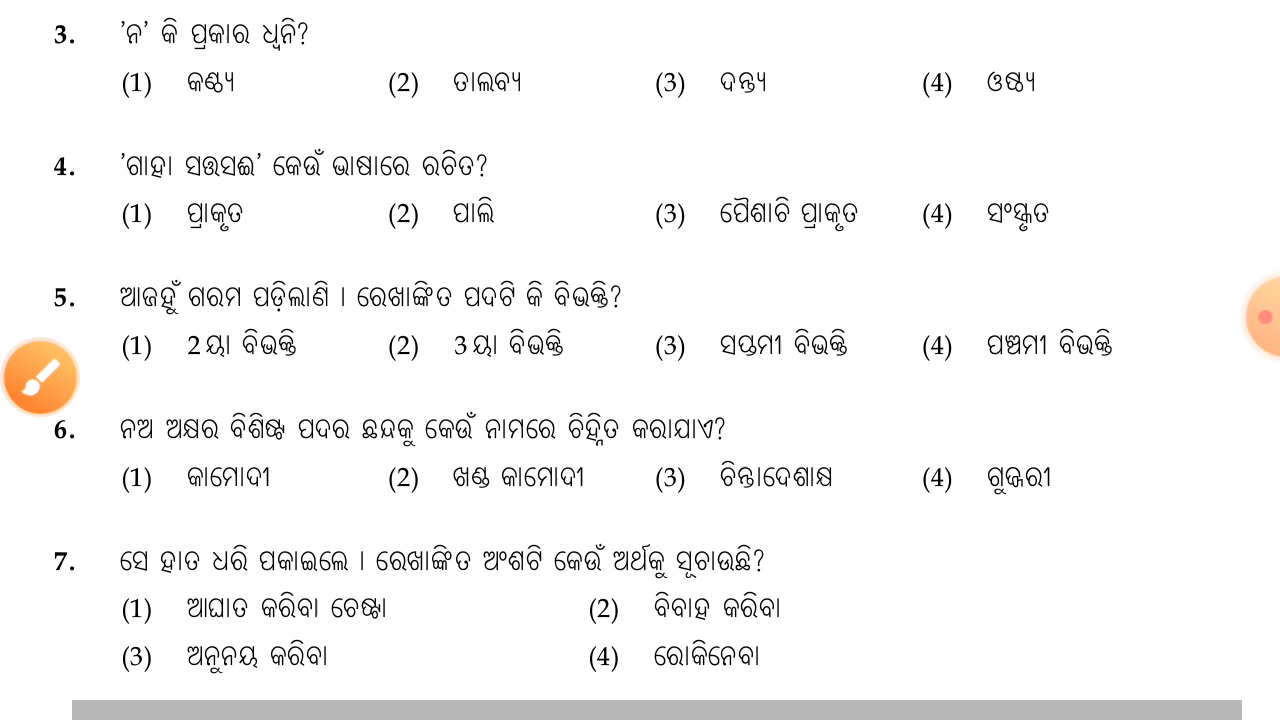 3. 'ନ' କି ପ୍ରକାର ଧ୍ୱନି?
(1) କଣ୍ଠ୍ୟ (2) ତାଲବ୍ୟ (3) ଦନ୍ତ୍ୟ (4) ଓଷ୍ଠ୍ୟ
4. 'ଗାହା ସତ୍ତସଈ' କେଉଁ ଭାଷାରେ ରଚିତ?
(1) ପ୍ରାକୃତ (2) ପାଲି (3) ପୈଶାଚି ପ୍ରାକୃତ (4) ସଂସ୍କୃତ
5. ଆଜହୁଁ ଗରମ ପଡ଼ିଲାଣି । ରେଖାଙ୍କିତ ପଦଟି କି ବିଭକ୍ତି?
(1) 2ୟା ବିଭକ୍ତି (2) 3ୟା ବିଭକ୍ତି (3) ସପ୍ତମୀ ବିଭକ୍ତି (4) ପଞ୍ଚମୀ ବିଭକ୍ତି
6. ନଅ ଅକ୍ଷର ବିଶିଷ୍ଟ ପଦର ଛନ୍ଦକୁ କେଉଁ ନାମରେ ଚିହ୍ନିତ କରାଯାଏ?
(1) କାମୋଦୀ (2) ଖଣ୍ଡ କାମୋଦୀ (3) ଚିନ୍ତାଦେଶାକ୍ଷ (4) ଗୁଜ୍ଜରୀ
7. ସେ ହାତ ଧରି ପକାଇଲେ । ରେଖାଙ୍କିତ ଅଂଶଟି କେଉଁ ଅର୍ଥକୁ ସୂଚାଉଛି?
(1) ଆଘାତ କରିବା ଚେଷ୍ଟା (2) ବିବାହ କରିବା
(3) ଅନୁନୟ କରିବା (4) ରୋକିନେବା